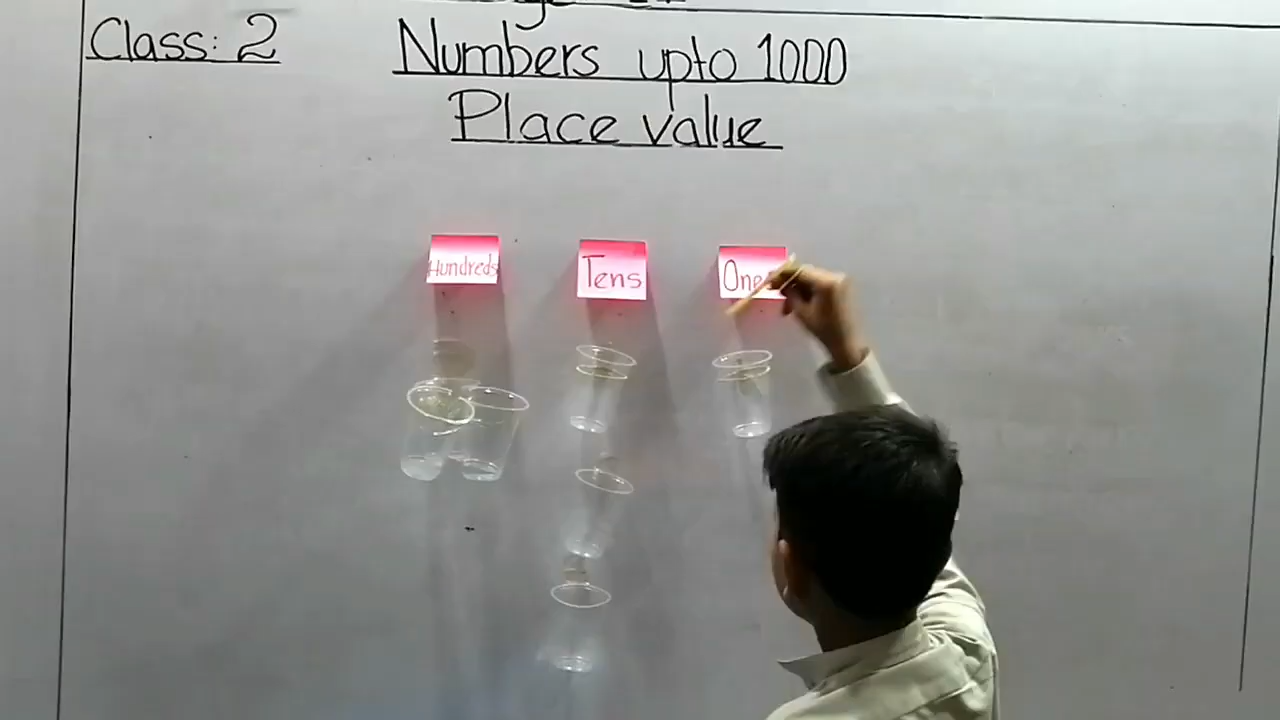 Class: 2
Numbers upto 1000
Place value
Hundreds
Tens